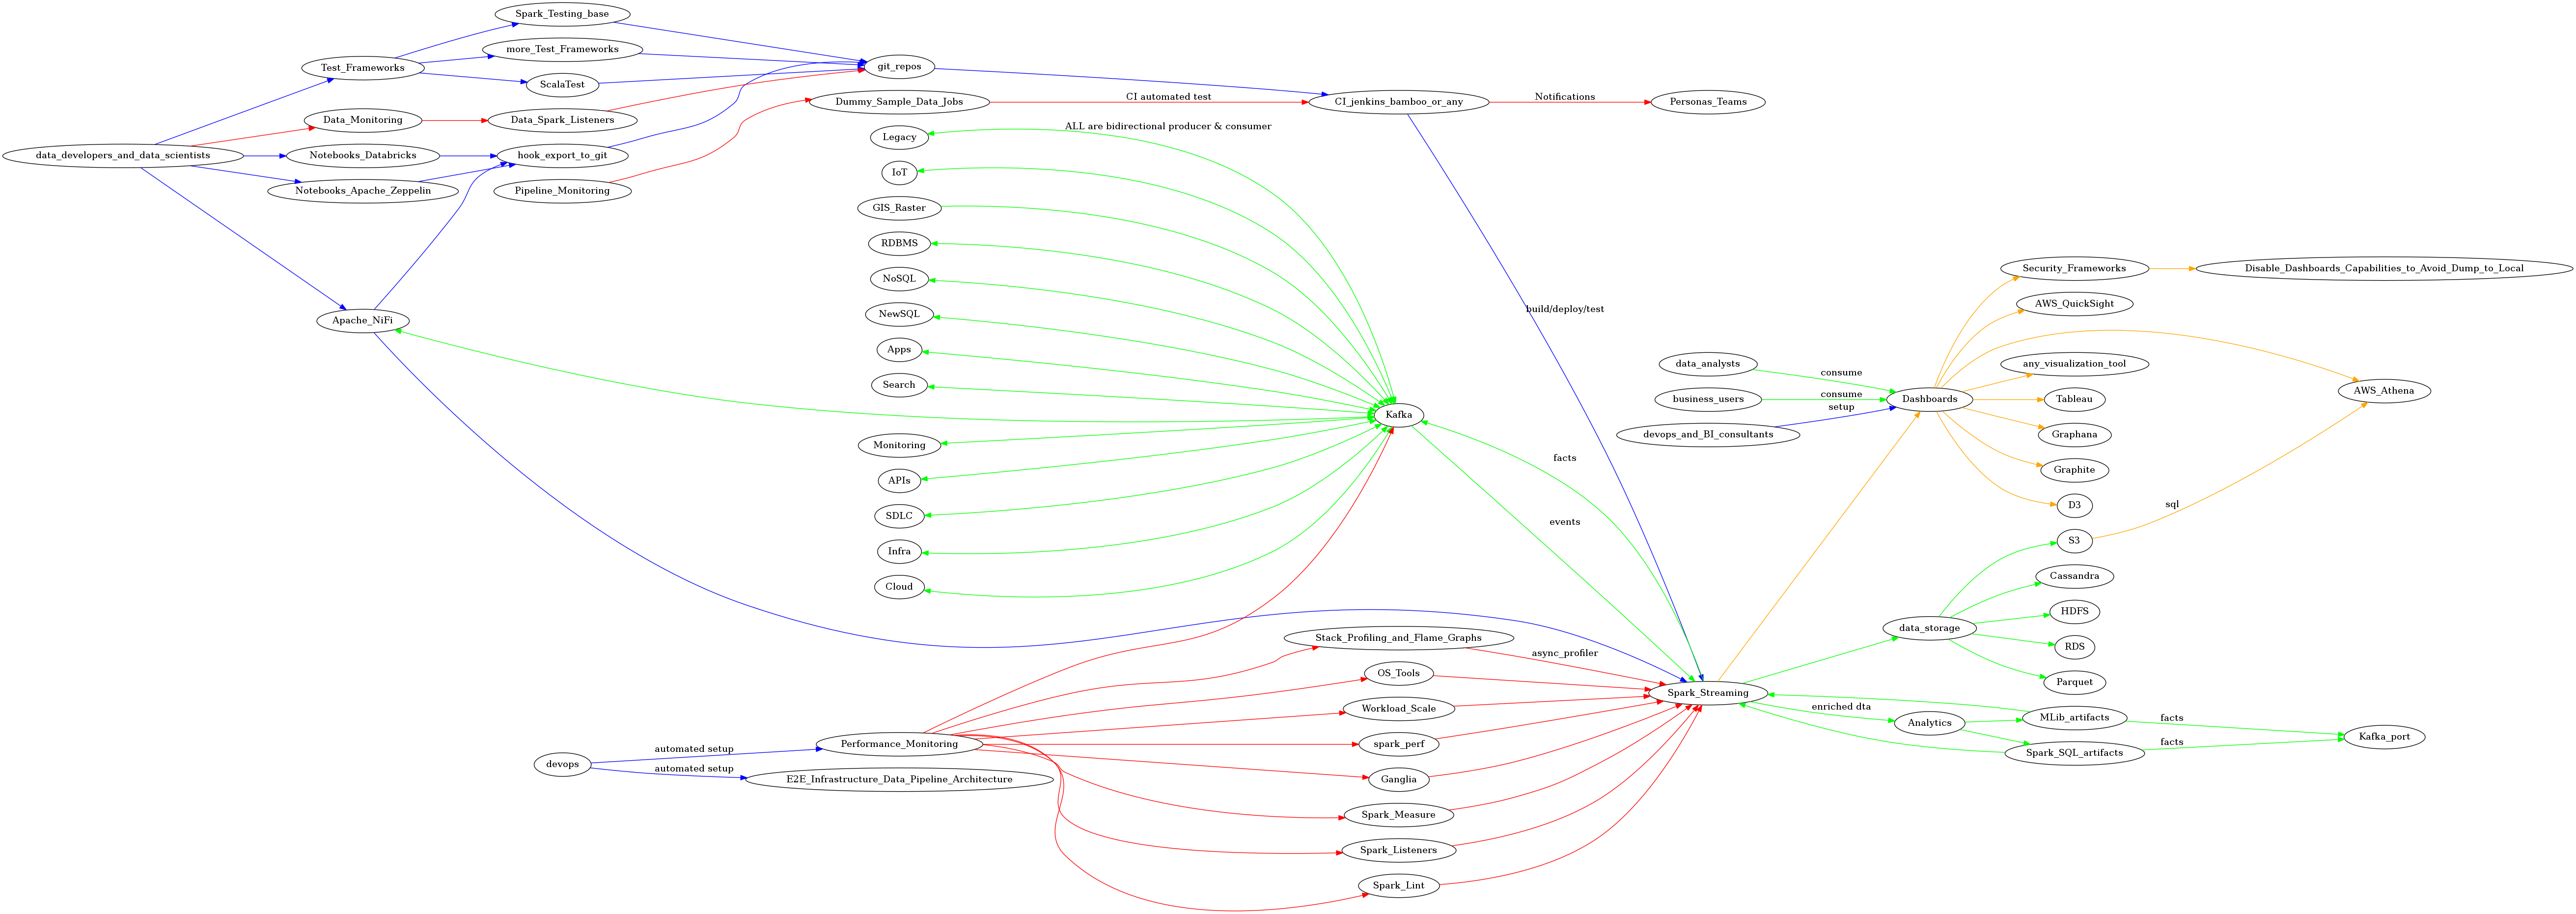 Spark_Testing_base
more_Test_Frameworks
Test_Frameworks
git_repos
ScalaTest
Dummy_Sample_Data_Jobs
CI automated test
CI_jenkins_bamboo_or_any
Notifications
Personas_Teams
Data_Monitoring
Data_Spark_Listeners
Legacy
ALL are bidirectional producer & consumer
data_developers_and_data_scientists
Notebooks_Databricks
hook_export_to_git
IoT
Notebooks_Apache_Zeppelin
Pipeline_Monitoring
GIS_Raster
RDBMS
Security_Frameworks
Disable_Dashboards_Capabilities_to_Avoid_Dump_to_Local
NoSQL
AWS_QuickSight
build/deploy/test
NewSQL
Apache_NiFi
Apps
data_analysts
any_visualization_tool
consume
Search
AWS_Athena
consume
business_users
Dashboards
Tableau
setup
Kafka
devops_and_BI_consultants
Graphana
Monitoring
facts
Graphite
APIs
sql
D3
SDLC
events
S3
Infra
Cassandra
Cloud
HDFS
data_storage
Stack_Profiling_and_Flame_Graphs
async_profiler
RDS
OS_Tools
Parquet
Spark_Streaming
enriched dta
Workload_Scale
MLib_artifacts
facts
Analytics
Kafka_port
Performance_Monitoring
spark_perf
facts
automated setup
Spark_SQL_artifacts
devops
automated setup
E2E_Infrastructure_Data_Pipeline_Architecture
Ganglia
Spark_Measure
Spark_Listeners
Spark_Lint